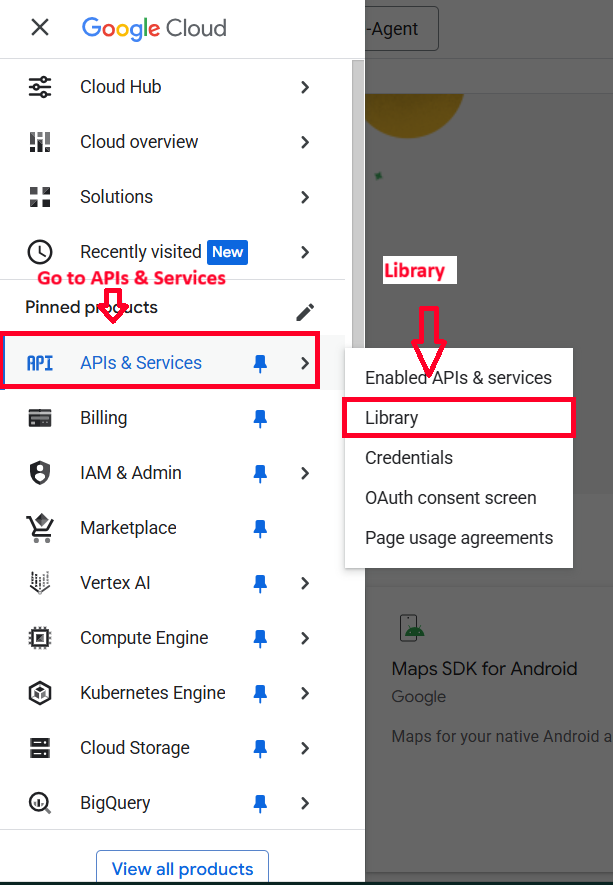 Google Cloud
-Agent
Cloud Hub
Cloud overview
Solutions
Recently visited New
Go to APIs & Services
Pinned products
API APIs & Services
Billing
IAM & Admin
Marketplace
Vertex AI
Compute Engine
Kubernetes Engine
Cloud Storage
BigQuery
View all products
Library
Enabled APIs & services
Library
Credentials
OAuth consent screen
Page usage agreements
Maps SDK for Android
Google
Maps for your native Android a